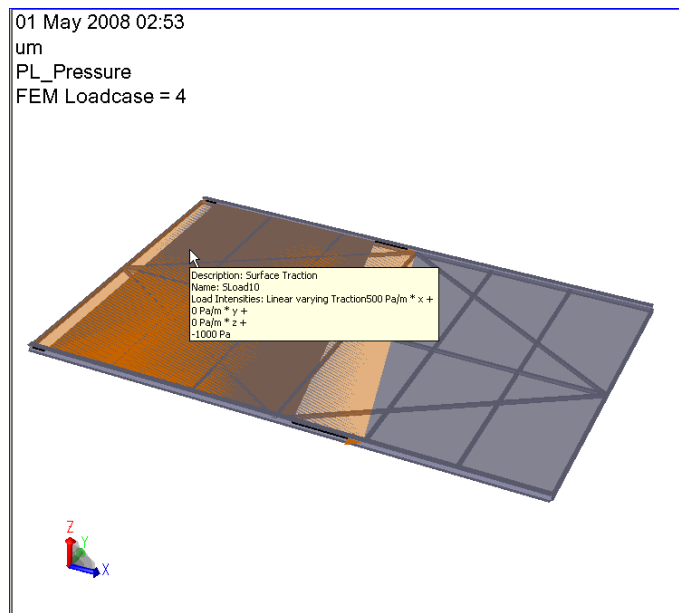 01 May 2008 02:53
um
PL_Pressure
FEM Loadcase = 4
Description: Surface Traction
Name: SLoad10
Load Intensities: Linear varying Traction500 Pa/m * x +
0 Pa/m * y +
0 Pa/m * z +
-1000 Pa
Z
Y
X